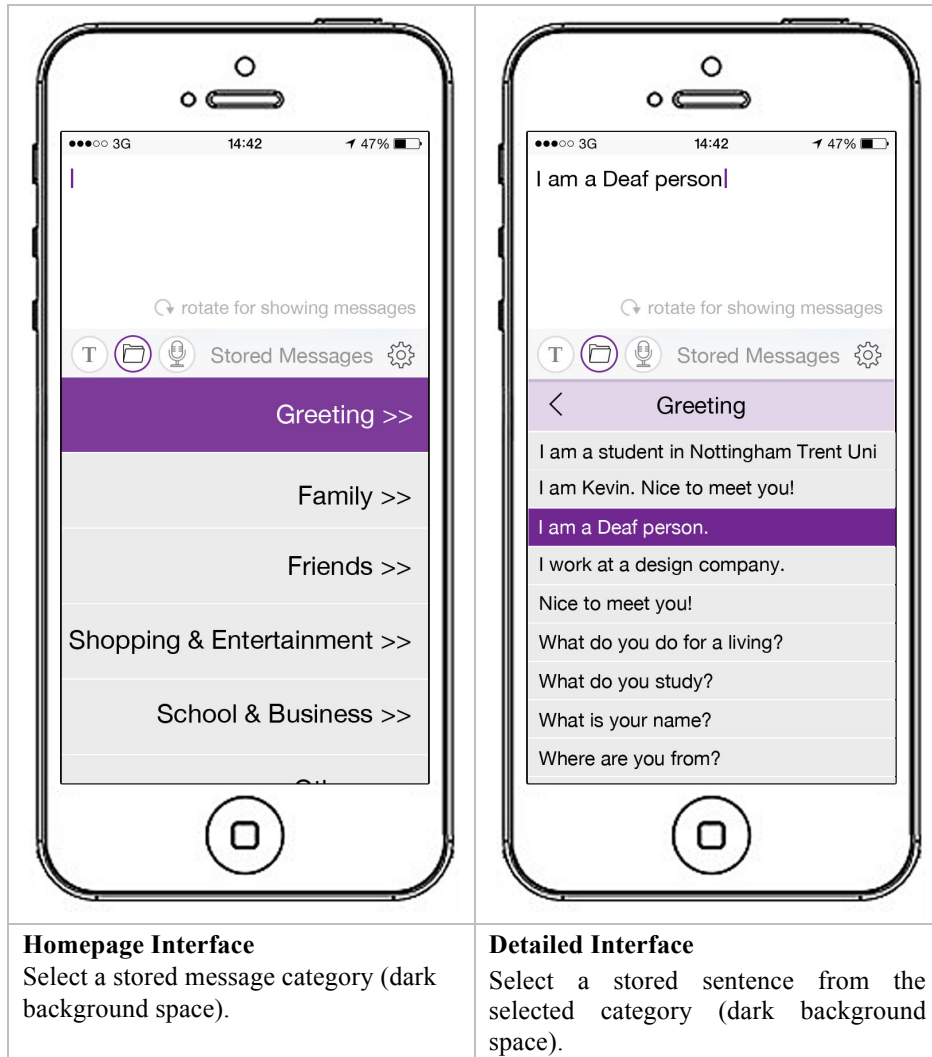 3G 14:42 47%
rotate for showing messages
T Stored Messages
Greeting >>
Family >>
Friends >>
Shopping & Entertainment >>
School & Business >>
3G 14:42 47%
I am a Deaf person
rotate for showing messages
T Stored Messages
Greeting
I am a student in Nottingham Trent Uni
I am Kevin. Nice to meet you!
I am a Deaf person.
I work at a design company.
Nice to meet you!
What do you do for a living?
What do you study?
What is your name?
Where are you from?
Homepage Interface
Select a stored message category (dark
background space).
Detailed Interface
Select a stored sentence from the
selected category (dark background
space).